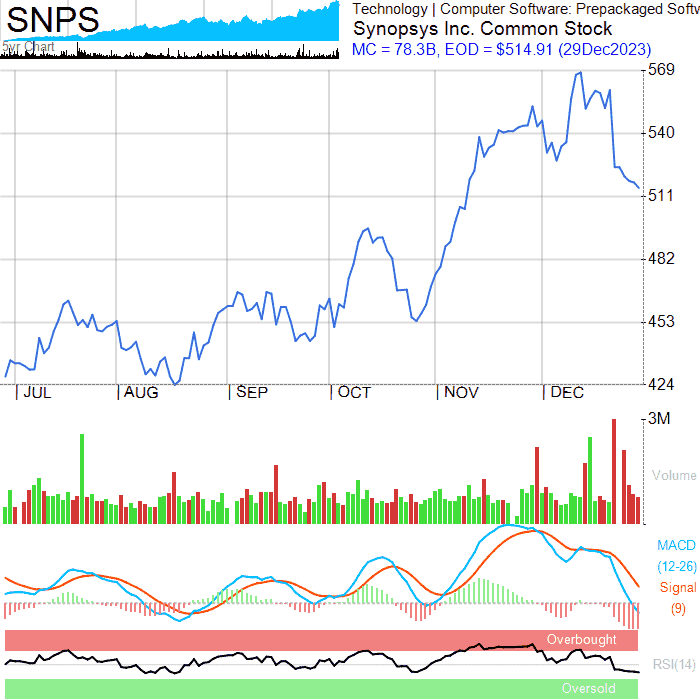 SNPS
5yr Chart
Technology | Computer Software: Prepackaged Softw
Synopsys Inc. Common Stock
MC = 78.3B, EOD = $514.91 (29Dec2023)
569
540
511
482
453
424
JUL AUG SEP OCT NOV DEC
3M
Volume
MACD
(12-26)
Signal
(9)
Overbought
RSI(14)
Oversold